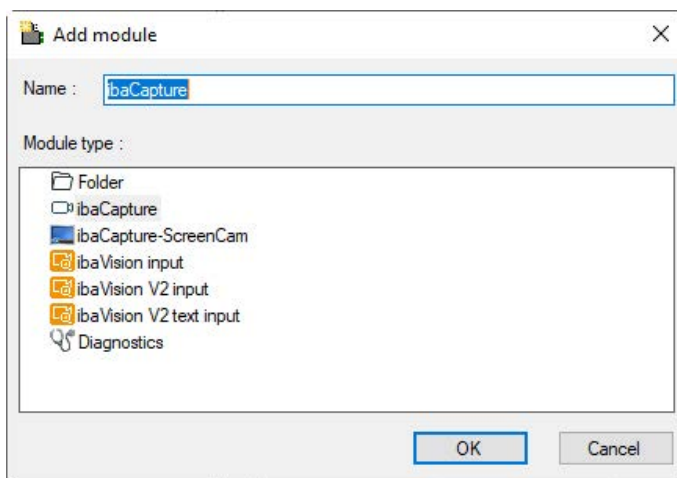 Add module
Name : ibaCapture
Module type :
Folder
ibaCapture
ibaCapture-ScreenCam
ibaVision input
ibaVision V2 input
ibaVision V2 text input
Diagnostics
OK Cancel